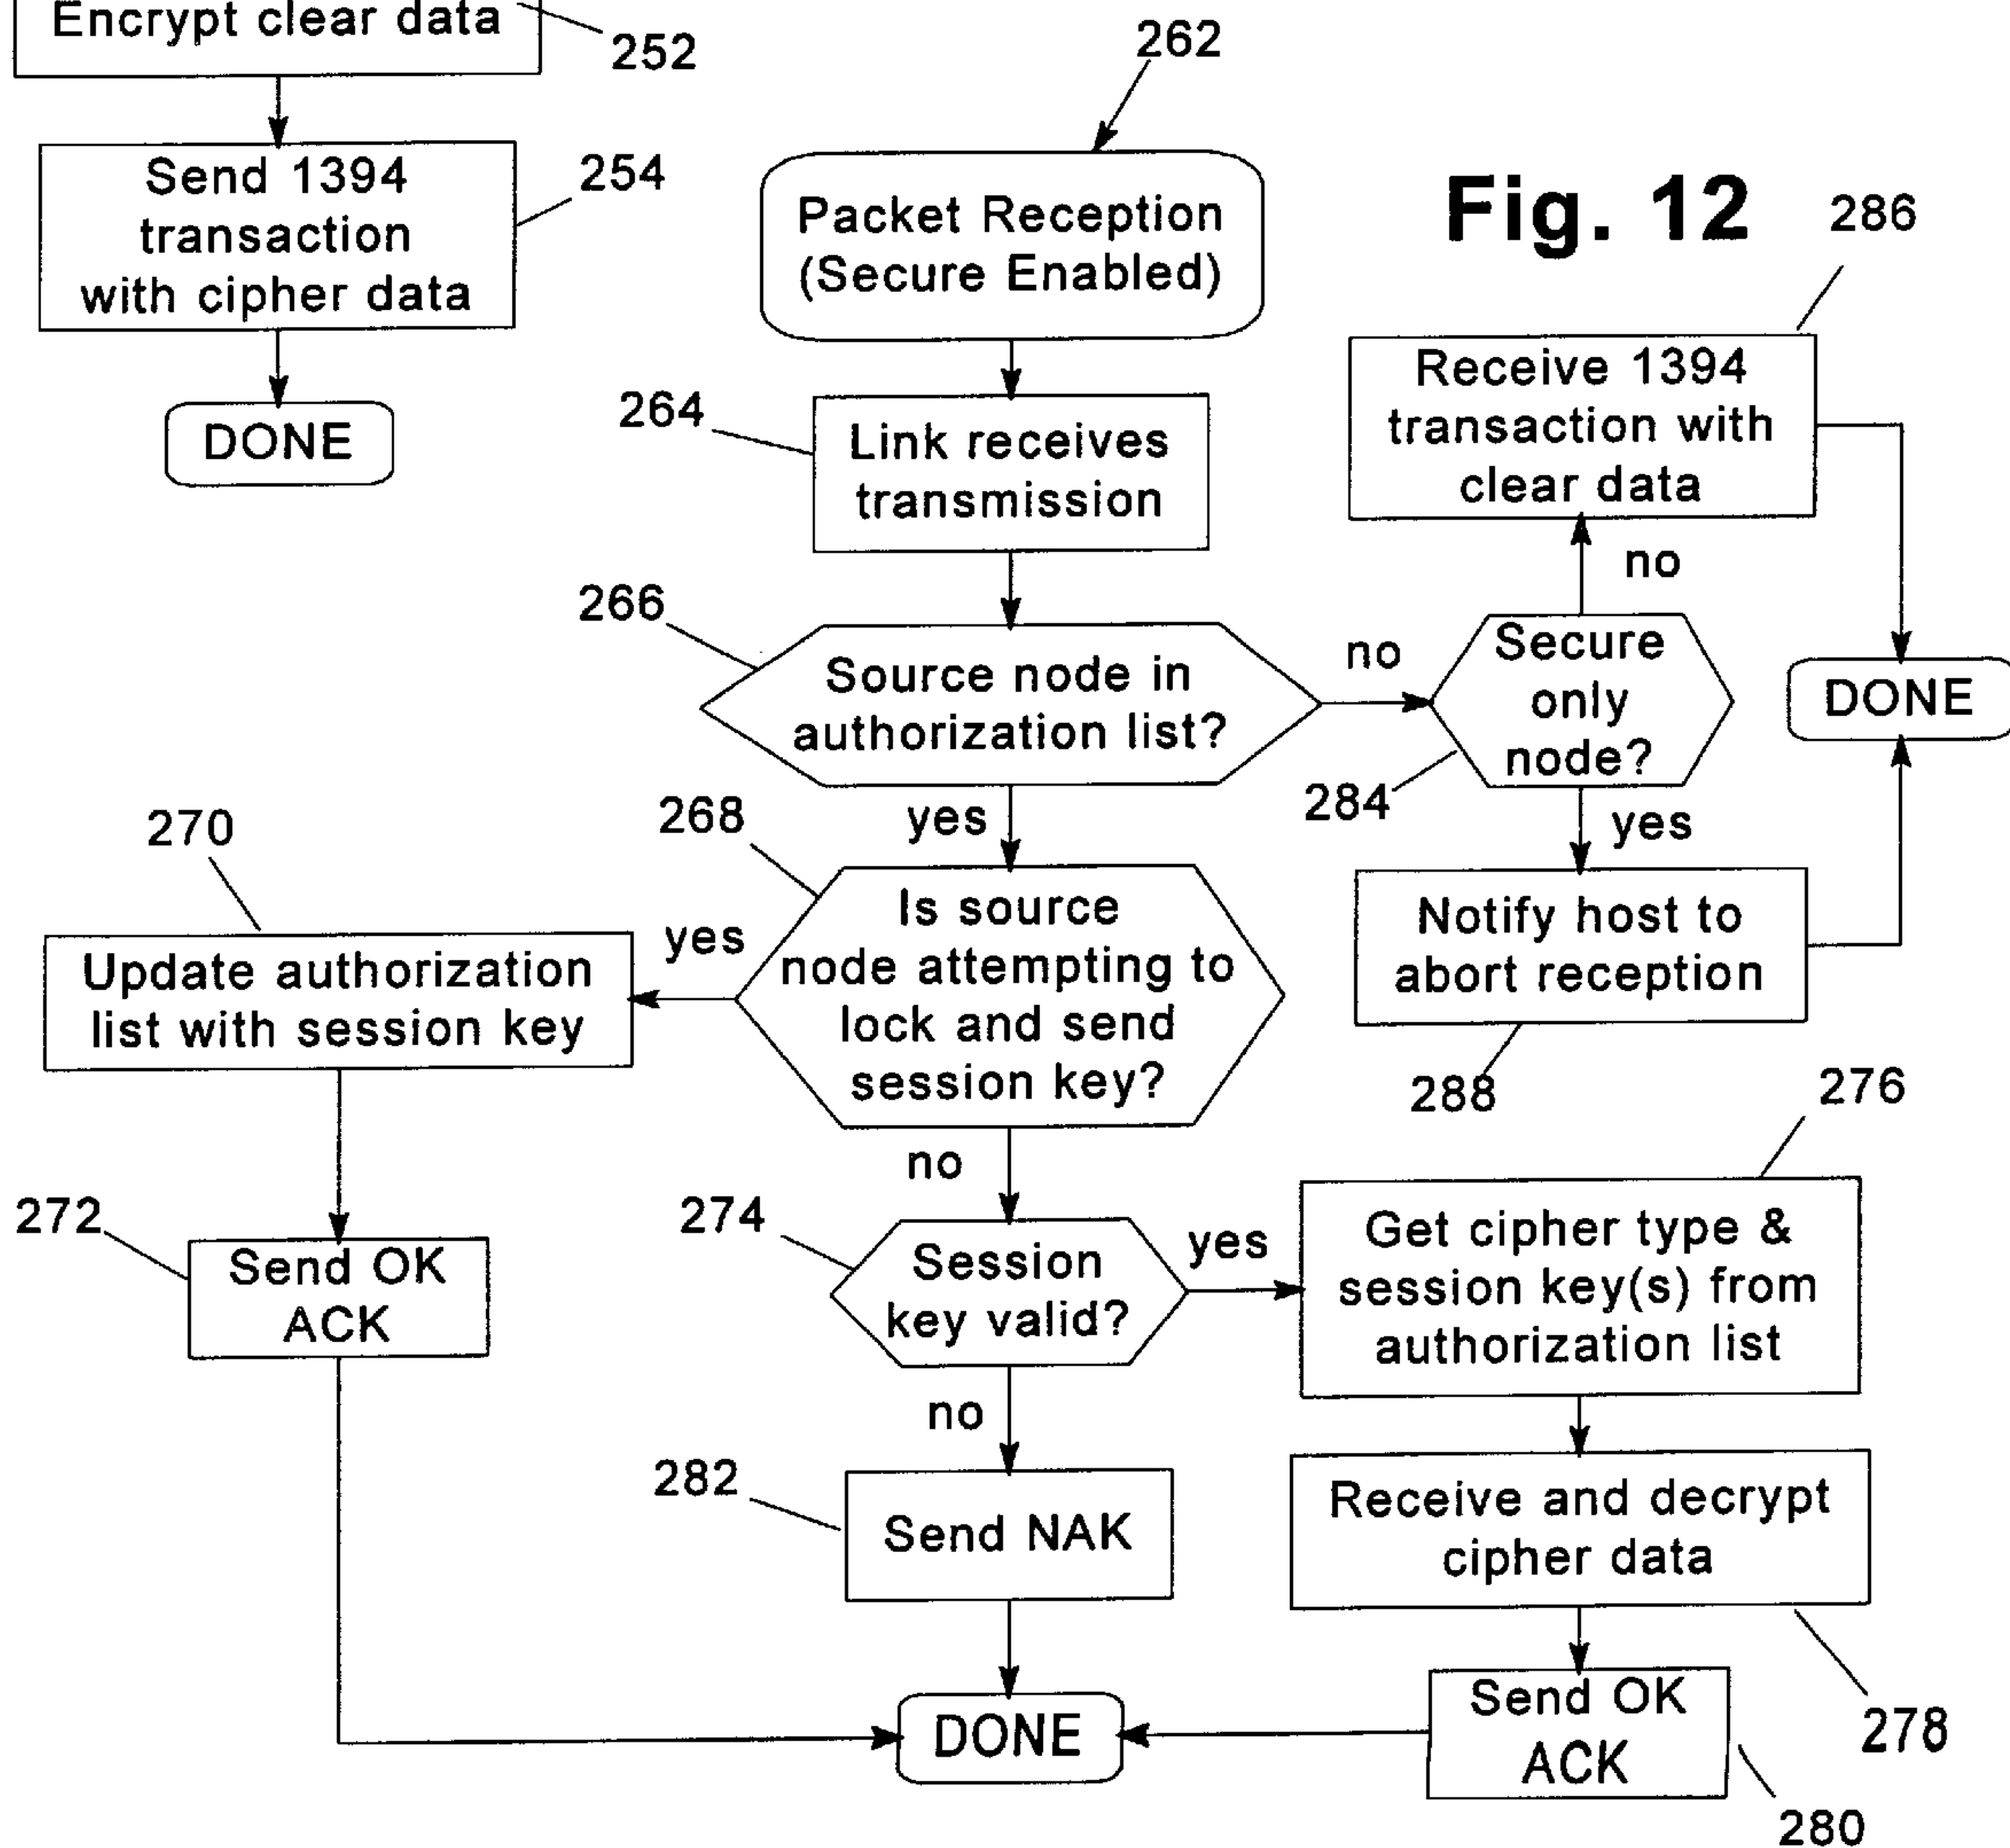 Encrypt clear data
252
Send 1394
transaction
with cipher data
254
DONE
262
Packet Reception
(Secure Enabled)
Fig. 12
264
Link receives
transmission
266
Source node in
authorization list?
no
yes
Secure
only
node?
284
no
yes
286
Receive 1394
transaction with
clear data
DONE
Notify host to
abort reception
288
268
Is source
node attempting to
lock and send
session key?
yes
no
270
Update authorization
list with session key
272
Send OK
ACK
274
Session
key valid?
yes
no
276
Get cipher type &
session key(s) from
authorization list
Receive and decrypt
cipher data
278
Send OK
ACK
280
282
Send NAK
DONE